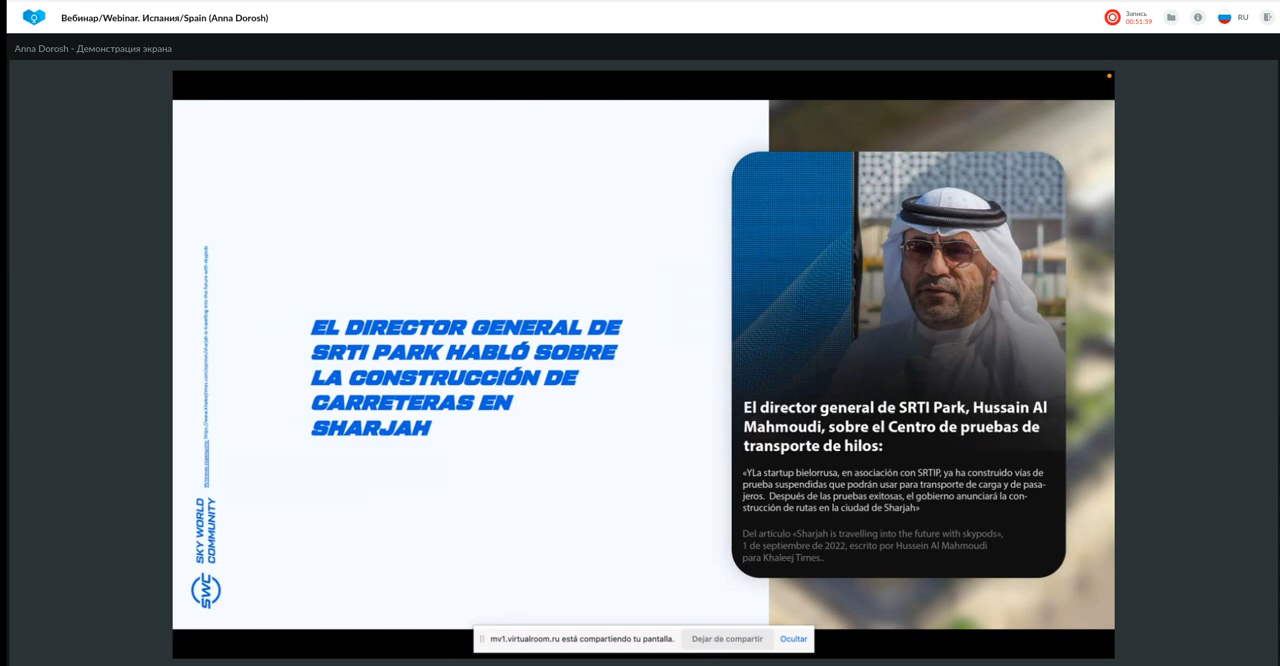 Вебинар/Webinar. Испания/Spain (Anna Dorosh)
Запись
00:51:59
RU
Anna Dorosh - Демонстрация экрана
EL DIRECTOR GENERAL DE
SRTI PARK HABLÓ SOBRE
LA CONSTRUCCIÓN DE
CARRETERAS EN
SHARJAH
SKY WORLD
COMMUNITY
SWC
El director general de SRTI Park, Hussain Al
Mahmoudi, sobre el Centro de pruebas de
transporte de hilos:
«YLa startup bielorrusa, en asociación con SRTIP, ya ha construido vías de
prueba suspendidas que podrán usar para transporte de carga y de pasa-
jeros. Después de las pruebas exitosas, el gobierno anunciará la con-
strucción de rutas en la ciudad de Sharjah»
Del artículo «Sharjah is travelling into the future with skypods»,
1 de septiembre de 2022, escrito por Hussein Al Mahmoudi
para Khaleej Times..
mv1.virtualroom.ru está compartiendo tu pantalla.
Dejar de compartir
Ocultar